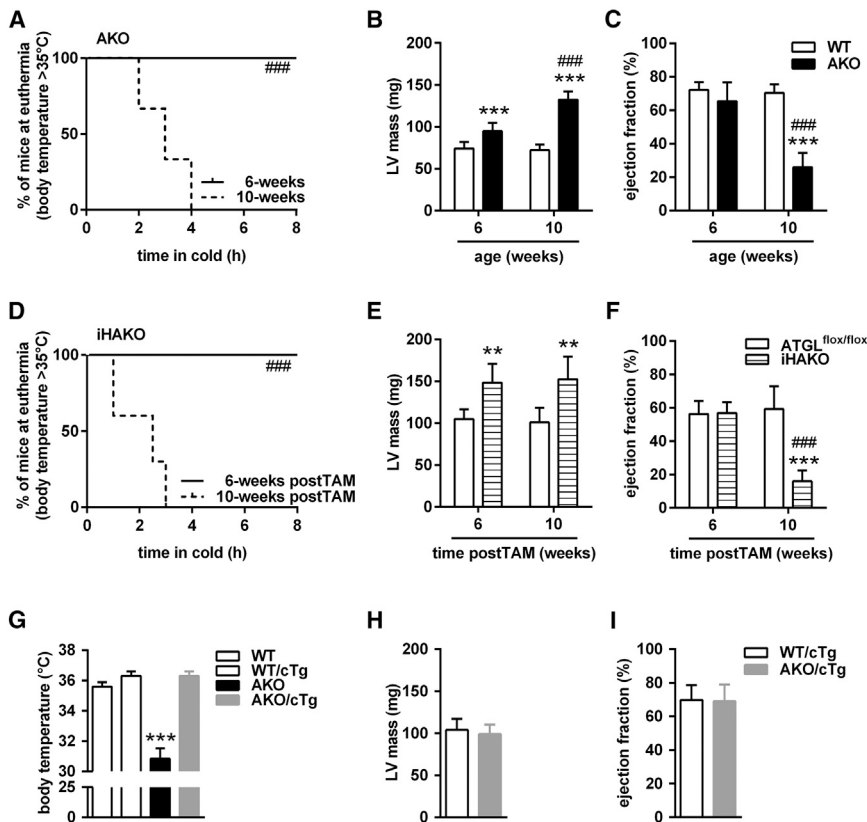 A
AKO
% of mice at euthermia
(body temperature >35°C)
100
50
0
0 2 4 6 8
time in cold (h)
###
6-weeks
10-weeks
B
LV mass (mg)
200
150
100
50
0
***
###
***
6 10
age (weeks)
C
ejection fraction (%)
100
80
60
40
20
0
WT
AKO
###
***
6 10
age (weeks)
D
iHAKO
% of mice at euthermia
(body temperature >35°C)
100
50
0
0 2 4 6 8
time in cold (h)
###
6-weeks postTAM
10-weeks postTAM
E
LV mass (mg)
200
150
100
50
0
**
**
6 10
time postTAM (weeks)
F
ejection fraction (%)
100
80
60
40
20
0
ATGLflox/flox
iHAKO
###
***
6 10
time postTAM (weeks)
G
body temperature (°C)
38
36
34
32
30
25
0
***
WT
WT/cTg
AKO
AKO/cTg
H
LV mass (mg)
200
150
100
50
0
I
ejection fraction (%)
100
80
60
40
20
0
WT/cTg
AKO/cTg